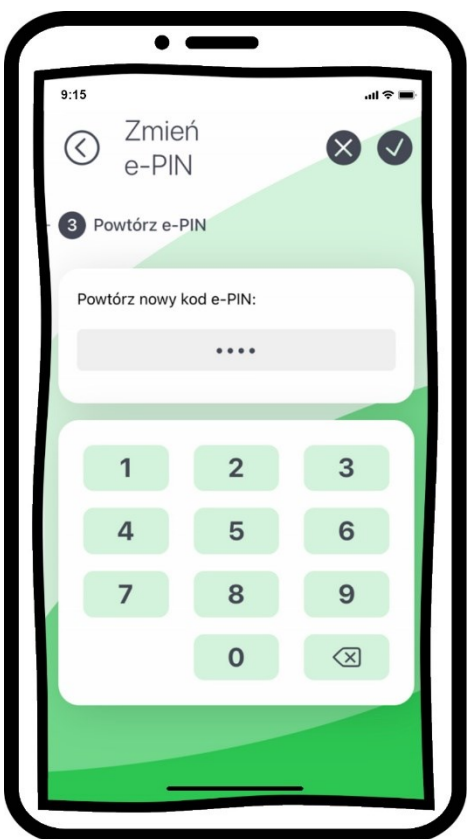 9:15
Zmień
e-PIN
3 Powtórz e-PIN
Powtórz nowy kod e-PIN:
••••
1 2 3
4 5 6
7 8 9
0